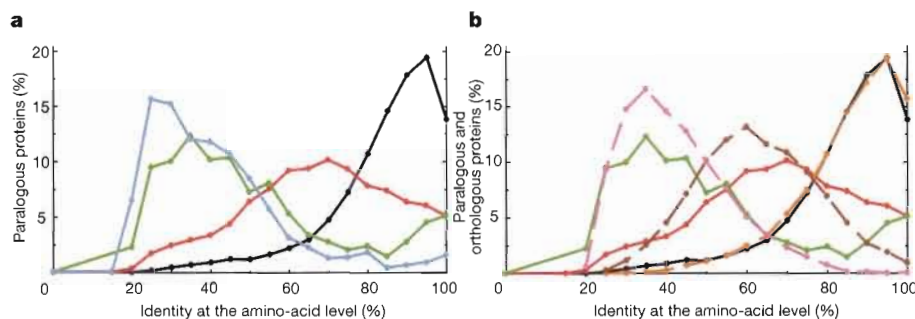 a
b
20
15
10
5
0
20
40
60
80
100
Paralogous proteins (%)
Identity at the amino-acid level (%)
20
15
10
5
0
20
40
60
80
100
Paralogous and
orthologous proteins (%)
Identity at the amino-acid level (%)